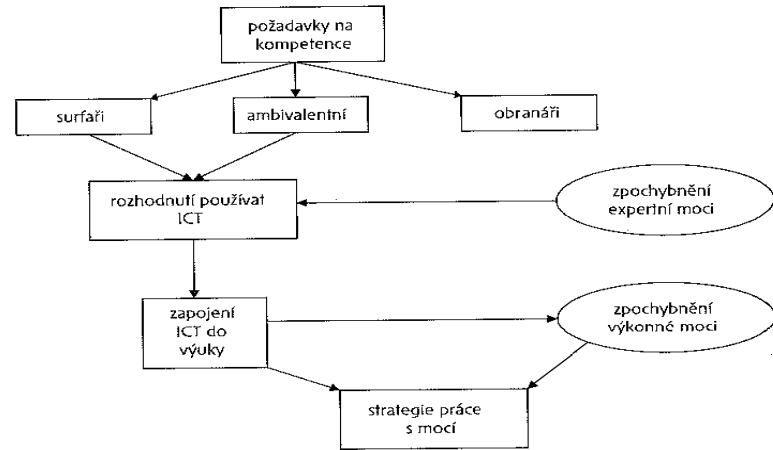 požadavky na
kompetence
surfaři
ambivalentní
obranáři
rozhodnutí používat
ICT
zpochybnění
expertní moci
zapojení
ICT do
výuky
zpochybnění
výkonné moci
strategie práce
s mocí